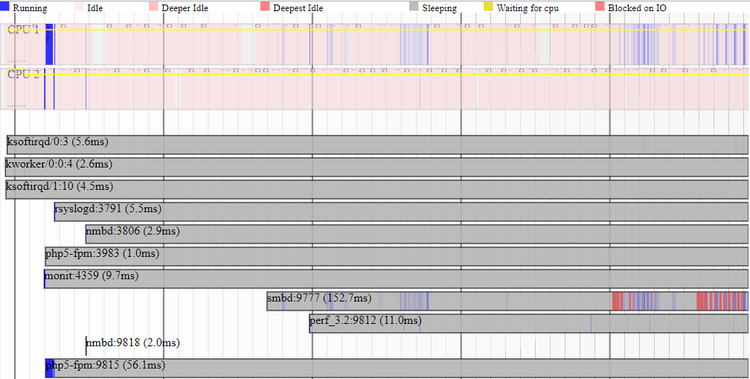 Running Idle Deeper Idle Deepest Idle Sleeping Waiting for cpu Blocked on IO
CPU 1
CPU 2
ksoftirqd/0:3 (5.6ms)
kworker/0:0:4 (2.6ms)
ksoftirqd/1:10 (4.5ms)
rsyslogd:3791 (5.5ms)
nmbd:3806 (2.9ms)
php5-fpm:3983 (1.0ms)
monit:4359 (9.7ms)
smbd:9777 (152.7ms)
perf_3.2:9812 (11.0ms)
nmbd:9818 (2.0ms)
php5-fpm:9815 (56.1ms)